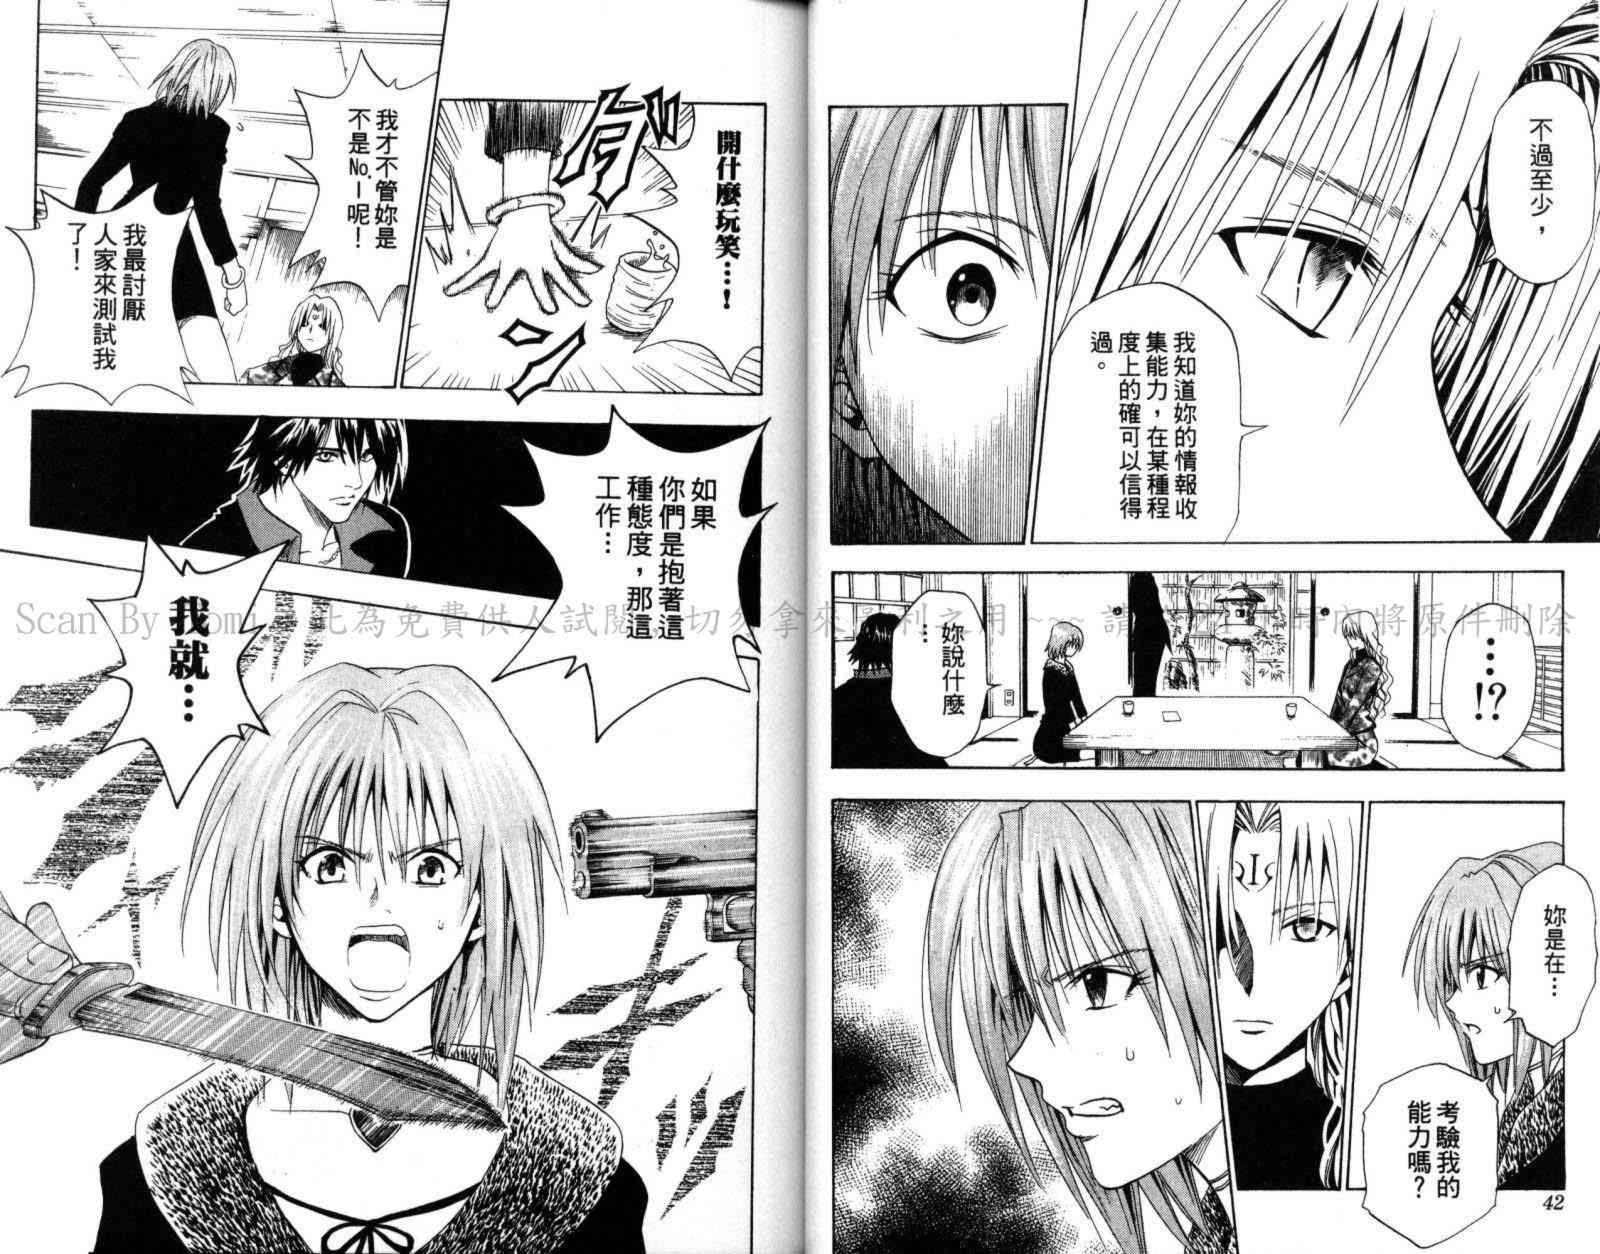 不過至少，
我知道妳的情報收
集能力，在某種程
度上的確可以信得
過。
…!?
妳說什麼
…
妳是在…
考驗我的
能力嗎？
42
開什麼玩笑…！
我才不管妳是
不是No.I呢！
我最討厭
人家來測試我
了！
如果
你們是抱著這
種態度，那這
工作…
我就…